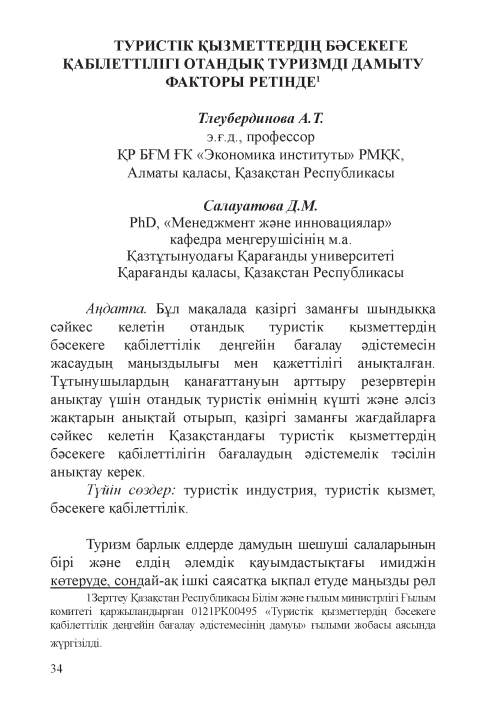 ТУРИСТІК ҚЫЗМЕТТЕРДІҢ БӘСЕКЕГЕ
ҚАБІЛЕТТІЛІГІ ОТАНДЫҚ ТУРИЗМДІ ДАМЫТУ
ФАКТОРЫ РЕТІНДЕ¹
Тлеубердинова А.Т.
э.ғ.д., профессор
ҚР БҒМ ҒК «Экономика институты» РМҚК,
Алматы қаласы, Қазақстан Республикасы
Салауатова Д.М.
PhD, «Менеджмент және инновациялар»
кафедра меңгерушісінің м.а.
Қазтұтынуодағы Қарағанды университеті
Қарағанды қаласы, Қазақстан Республикасы
Аңдатпа. Бұл мақалада қазіргі заманғы шындыққа
сәйкес келетін отандық туристік қызметтердің
бәсекеге қабілеттілік деңгейін бағалау әдістемесін
жасаудың маңыздылығы мен қажеттілігі анықталған.
Тұтынушылардың қанағаттануын арттыру резервтерін
анықтау үшін отандық туристік өнімнің күшті және әлсіз
жақтарын анықтай отырып, қазіргі заманғы жағдайларға
сәйкес келетін Қазақстандағы туристік қызметтердің
бәсекеге қабілеттілігін бағалаудың әдістемелік тәсілін
анықтау керек.
Түйін сөздер: туристік индустрия, туристік қызмет,
бәсекеге қабілеттілік.
Туризм барлык елдерде дамудың шешуші салаларының
бірі және елдің әлемдік қауымдастықтағы имиджін
көтеруде, сондай-ақ ішкі саясатқа ықпал етуде маңызды рөл
1Зерттеу Қазақстан Республикасы Білім және ғылым министрлігі Ғылым
комитеті қаржыландырған 0121РК00495 «Туристік қызметтердің бәсекеге
қабілеттілік деңгейін бағалау әдістемесінің дамуы» ғылыми жобасы аясында
жүргізілді.
34